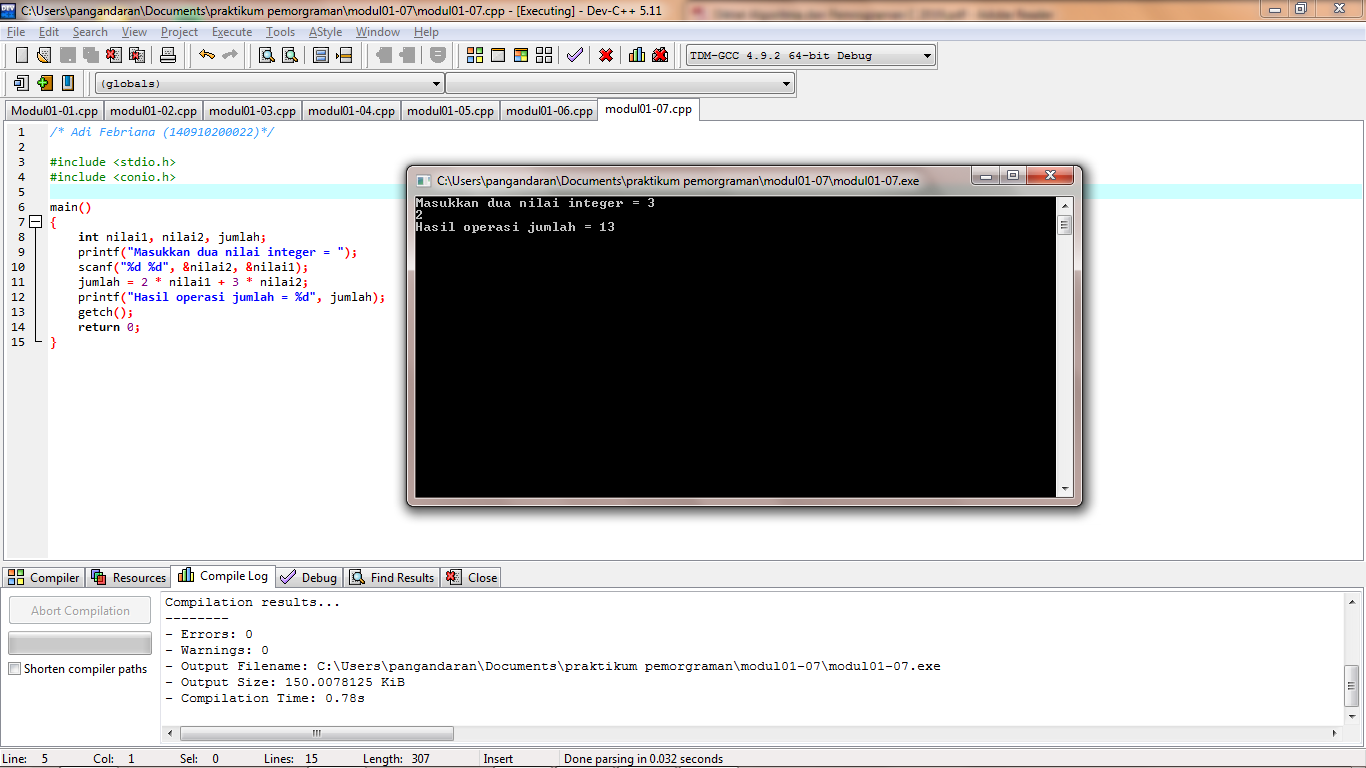 C:\Users\pangandaran\Documents\praktikum pemorgraman\modul01-07\modul01-07.cpp - [Executing] - Dev-C++ 5.11
File Edit Search View Project Execute Tools AStyle Window Help
TDM-GCC 4.9.2 64-bit Debug
(globals)
Modul01-01.cpp modul01-02.cpp modul01-03.cpp modul01-04.cpp modul01-05.cpp modul01-06.cpp modul01-07.cpp
1 /* Adi Febriana (140910200022)*/
2
3 #include <stdio.h>
4 #include <conio.h>
5
6 main()
7 {
8 int nilai1, nilai2, jumlah;
9 printf("Masukkan dua nilai integer = ");
10 scanf("%d %d", &nilai2, &nilai1);
11 jumlah = 2 * nilai1 + 3 * nilai2;
12 printf("Hasil operasi jumlah = %d", jumlah);
13 getch();
14 return 0;
15 }
C:\Users\pangandaran\Documents\praktikum pemorgraman\modul01-07\modul01-07.exe
Masukkan dua nilai integer = 3
2
Hasil operasi jumlah = 13
Compiler Resources Compile Log Debug Find Results Close
Abort Compilation
Shorten compiler paths
Compilation results...
--------
- Errors: 0
- Warnings: 0
- Output Filename: C:\Users\pangandaran\Documents\praktikum pemorgraman\modul01-07\modul01-07.exe
- Output Size: 150.0078125 KiB
- Compilation Time: 0.78s
Line: 5 Col: 1 Sel: 0 Lines: 15 Length: 307 Insert Done parsing in 0.032 seconds